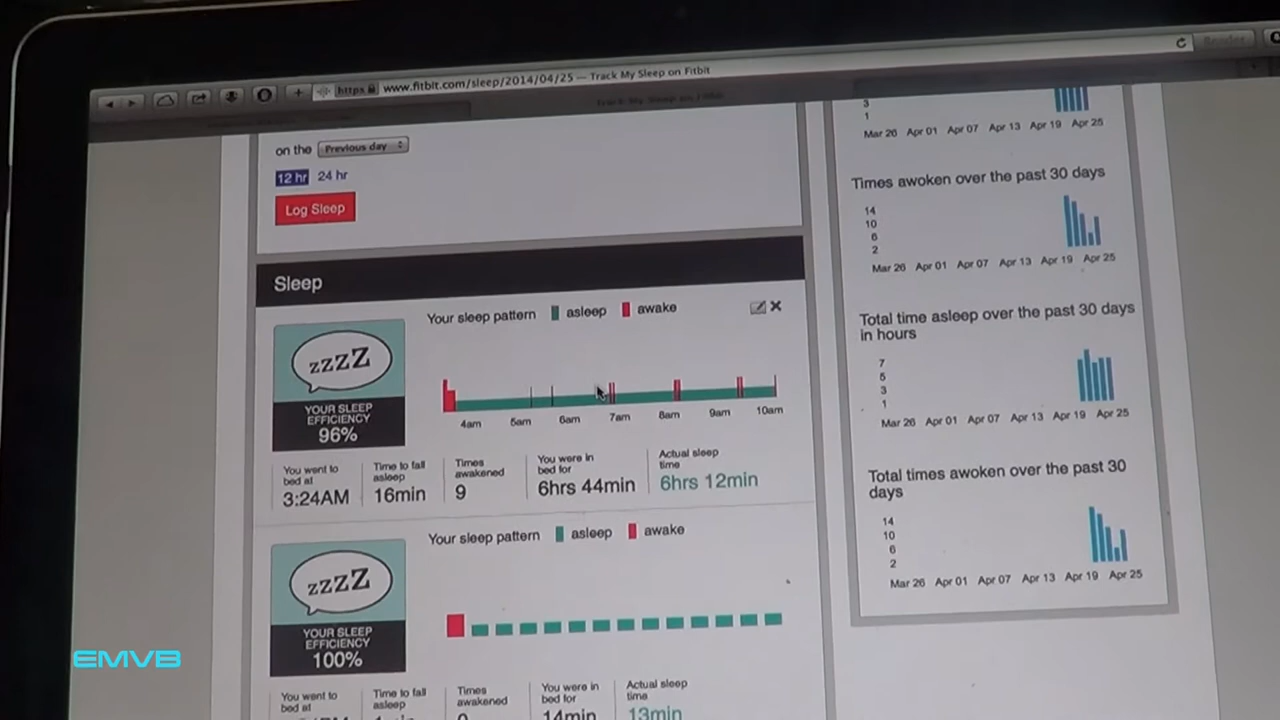 https www.fitbit.com/sleep/2014/04/25 — Track My Sleep on Fitbit
Reader
on the Previous day
12 hr 24 hr
Log Sleep
Sleep
Your sleep pattern asleep awake
zzzZ
YOUR SLEEP
EFFICIENCY
96%
4am 5am 6am 7am 8am 9am 10am
You went to
bed at
3:24AM
Time to fall
asleep
16min
Times
awakened
9
You were in
bed for
6hrs 44min
Actual sleep
time
6hrs 12min
Your sleep pattern asleep awake
zzzZ
YOUR SLEEP
EFFICIENCY
100%
You went to
bed at
Time to fall
asleep
Times
awakened
0
You were in
bed for
14min
Actual sleep
time
13min
3
1
Mar 26 Apr 01 Apr 07 Apr 13 Apr 19 Apr 25
Times awoken over the past 30 days
14
10
6
2
Mar 26 Apr 01 Apr 07 Apr 13 Apr 19 Apr 25
Total time asleep over the past 30 days
in hours
7
5
3
1
Mar 26 Apr 01 Apr 07 Apr 13 Apr 19 Apr 25
Total times awoken over the past 30
days
14
10
6
2
Mar 26 Apr 01 Apr 07 Apr 13 Apr 19 Apr 25
EMVB